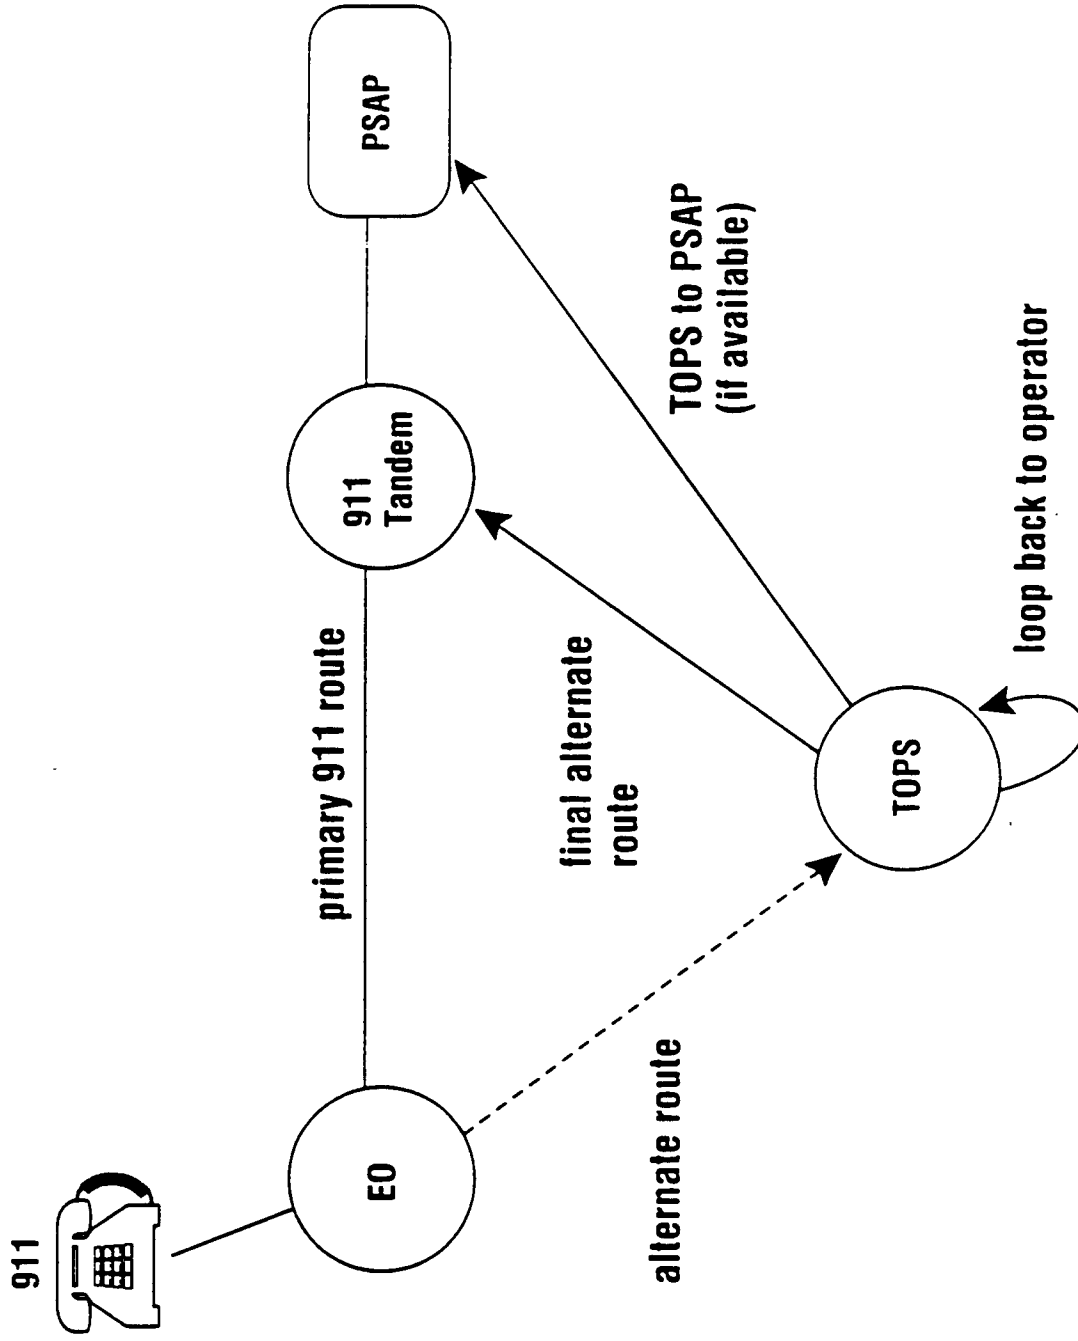 911
EO
primary 911 route
911
Tandem
PSAP
alternate route
final alternate
route
TOPS to PSAP
(if available)
TOPS
loop back to operator